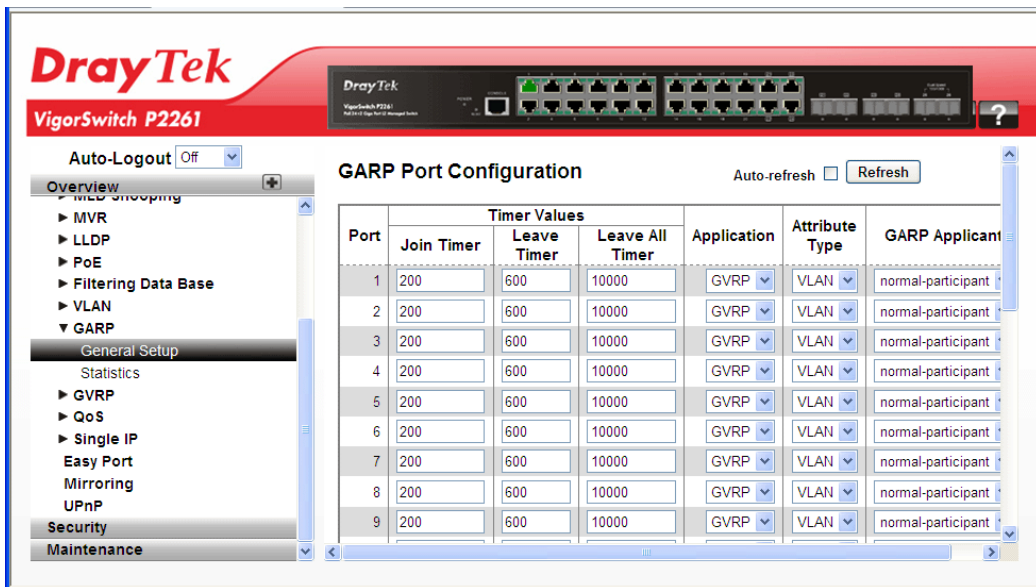 DrayTek
VigorSwitch P2261
DrayTek
VigorSwitch P2261
Auto-Logout Off
Overview
MLD Snooping
MVR
LLDP
PoE
Filtering Data Base
VLAN
GARP
General Setup
Statistics
GVRP
QoS
Single IP
Easy Port
Mirroring
UPnP
Security
Maintenance
?
GARP Port Configuration
Auto-refresh Refresh
Timer Values
Port Join Timer Leave Timer Leave All Timer Application Attribute Type GARP Applicant
1 200 600 10000 GVRP VLAN normal-participant
2 200 600 10000 GVRP VLAN normal-participant
3 200 600 10000 GVRP VLAN normal-participant
4 200 600 10000 GVRP VLAN normal-participant
5 200 600 10000 GVRP VLAN normal-participant
6 200 600 10000 GVRP VLAN normal-participant
7 200 600 10000 GVRP VLAN normal-participant
8 200 600 10000 GVRP VLAN normal-participant
9 200 600 10000 GVRP VLAN normal-participant